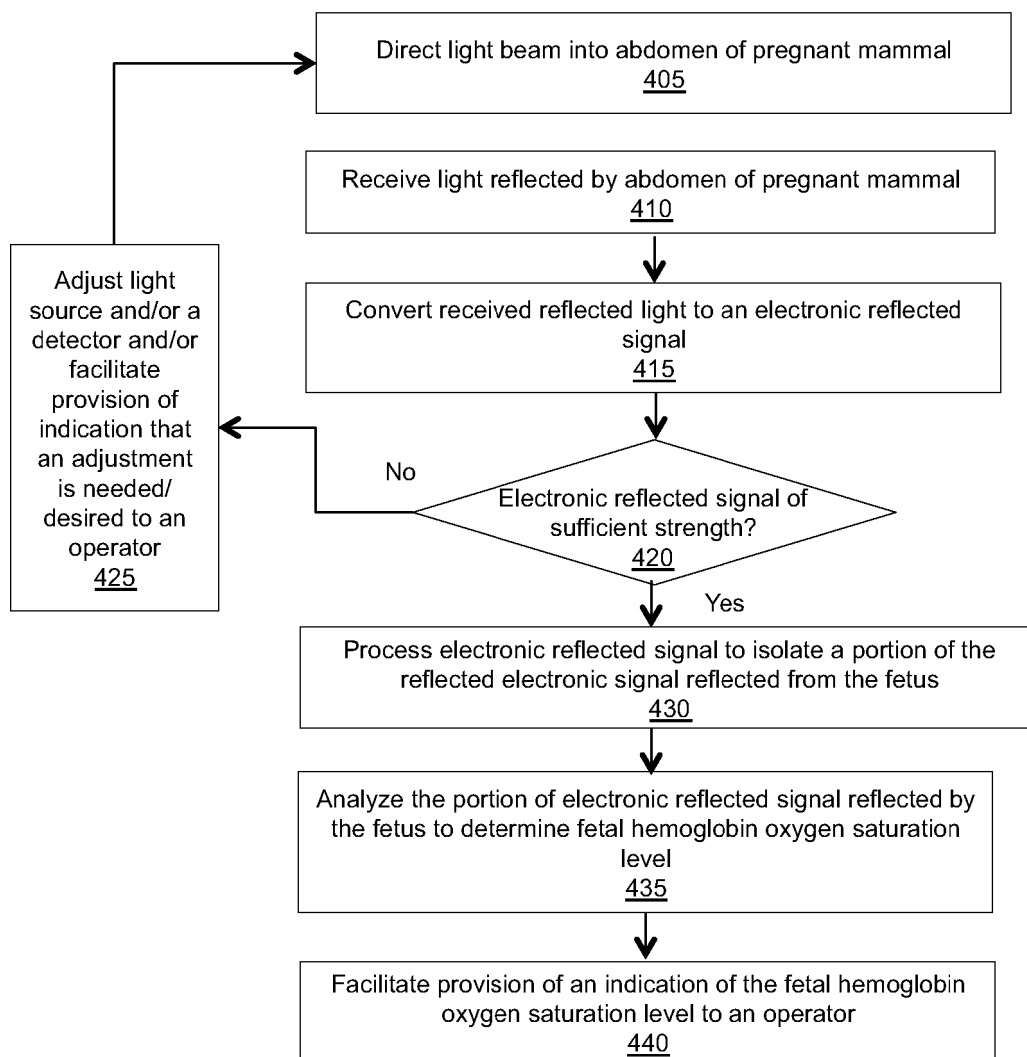 Direct light beam into abdomen of pregnant mammal
405
Receive light reflected by abdomen of pregnant mammal
410
Convert received reflected light to an electronic reflected
signal
415
Electronic reflected signal of
sufficient strength?
420
No
Adjust light
source and/or a
detector and/or
facilitate
provision of
indication that
an adjustment
is needed/
desired to an
operator
425
Yes
Process electronic reflected signal to isolate a portion of the
reflected electronic signal reflected from the fetus
430
Analyze the portion of electronic reflected signal reflected by
the fetus to determine fetal hemoglobin oxygen saturation
level
435
Facilitate provision of an indication of the fetal hemoglobin
oxygen saturation level to an operator
440